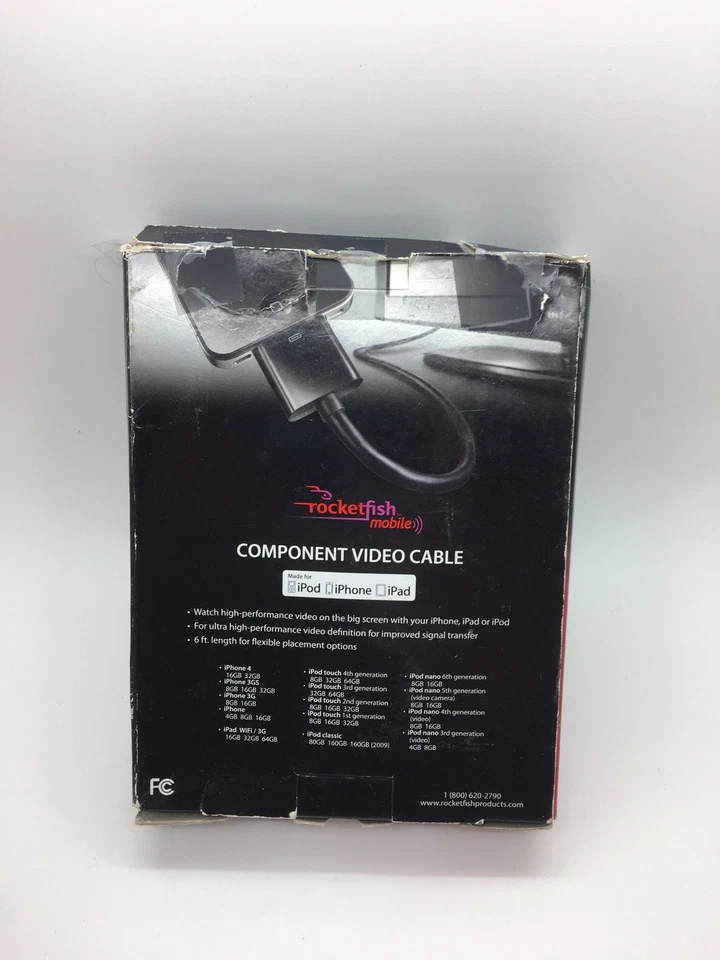 rocketfish
mobile
COMPONENT VIDEO CABLE
Made for
iPod iPhone iPad
• Watch high-performance video on the big screen with your iPhone, iPad or iPod
• For ultra high-performance video definition for improved signal transfer
• 6 ft. length for flexible placement options
• iPhone 4
16GB 32GB
• iPhone 3GS
8GB 16GB 32GB
• iPhone 3G
8GB 16GB
• iPhone
4GB 8GB 16GB
• iPad WiFi / 3G
16GB 32GB 64GB
• iPod touch 4th generation
8GB 32GB 64GB
• iPod touch 3rd generation
32GB 64GB
• iPod touch 2nd generation
8GB 16GB 32GB
• iPod touch 1st generation
8GB 16GB 32GB
• iPod classic
80GB 160GB 160GB (2009)
• iPod nano 6th generation
8GB 16GB
• iPod nano 5th generation
(video camera)
8GB 16GB
• iPod nano 4th generation
(video)
8GB 16GB
• iPod nano 3rd generation
(video)
4GB 8GB
FC
1 (800) 620-2790
www.rocketfishproducts.com